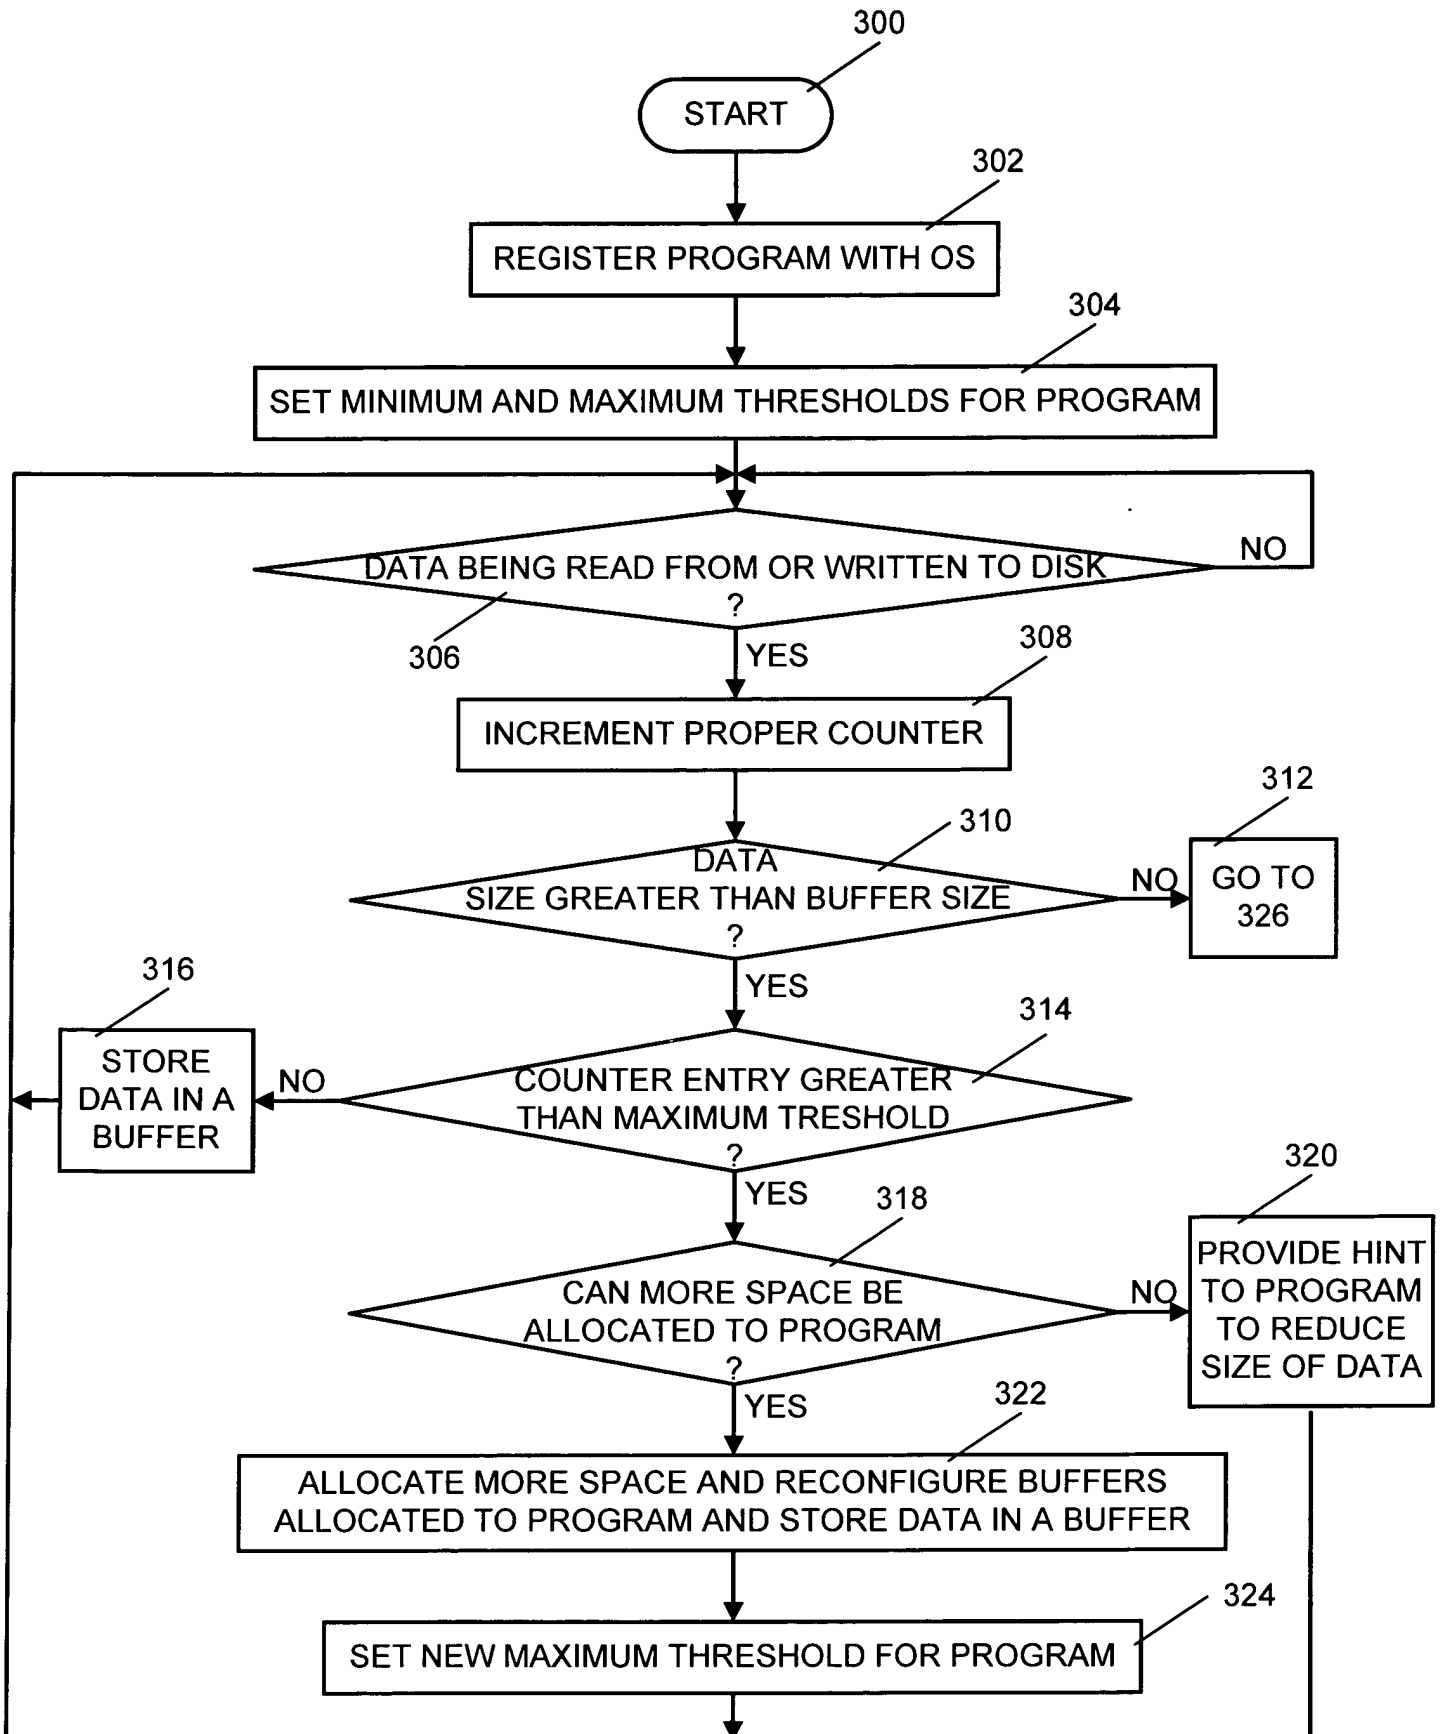 300
START
302
REGISTER PROGRAM WITH OS
304
SET MINIMUM AND MAXIMUM THRESHOLDS FOR PROGRAM
DATA BEING READ FROM OR WRITTEN TO DISK
?
NO
306
YES
308
INCREMENT PROPER COUNTER
310
DATA
SIZE GREATER THAN BUFFER SIZE
?
NO
312
GO TO
326
YES
314
COUNTER ENTRY GREATER
THAN MAXIMUM TRESHOLD
?
NO
316
STORE
DATA IN A
BUFFER
YES
318
CAN MORE SPACE BE
ALLOCATED TO PROGRAM
?
NO
320
PROVIDE HINT
TO PROGRAM
TO REDUCE
SIZE OF DATA
YES
322
ALLOCATE MORE SPACE AND RECONFIGURE BUFFERS
ALLOCATED TO PROGRAM AND STORE DATA IN A BUFFER
324
SET NEW MAXIMUM THRESHOLD FOR PROGRAM